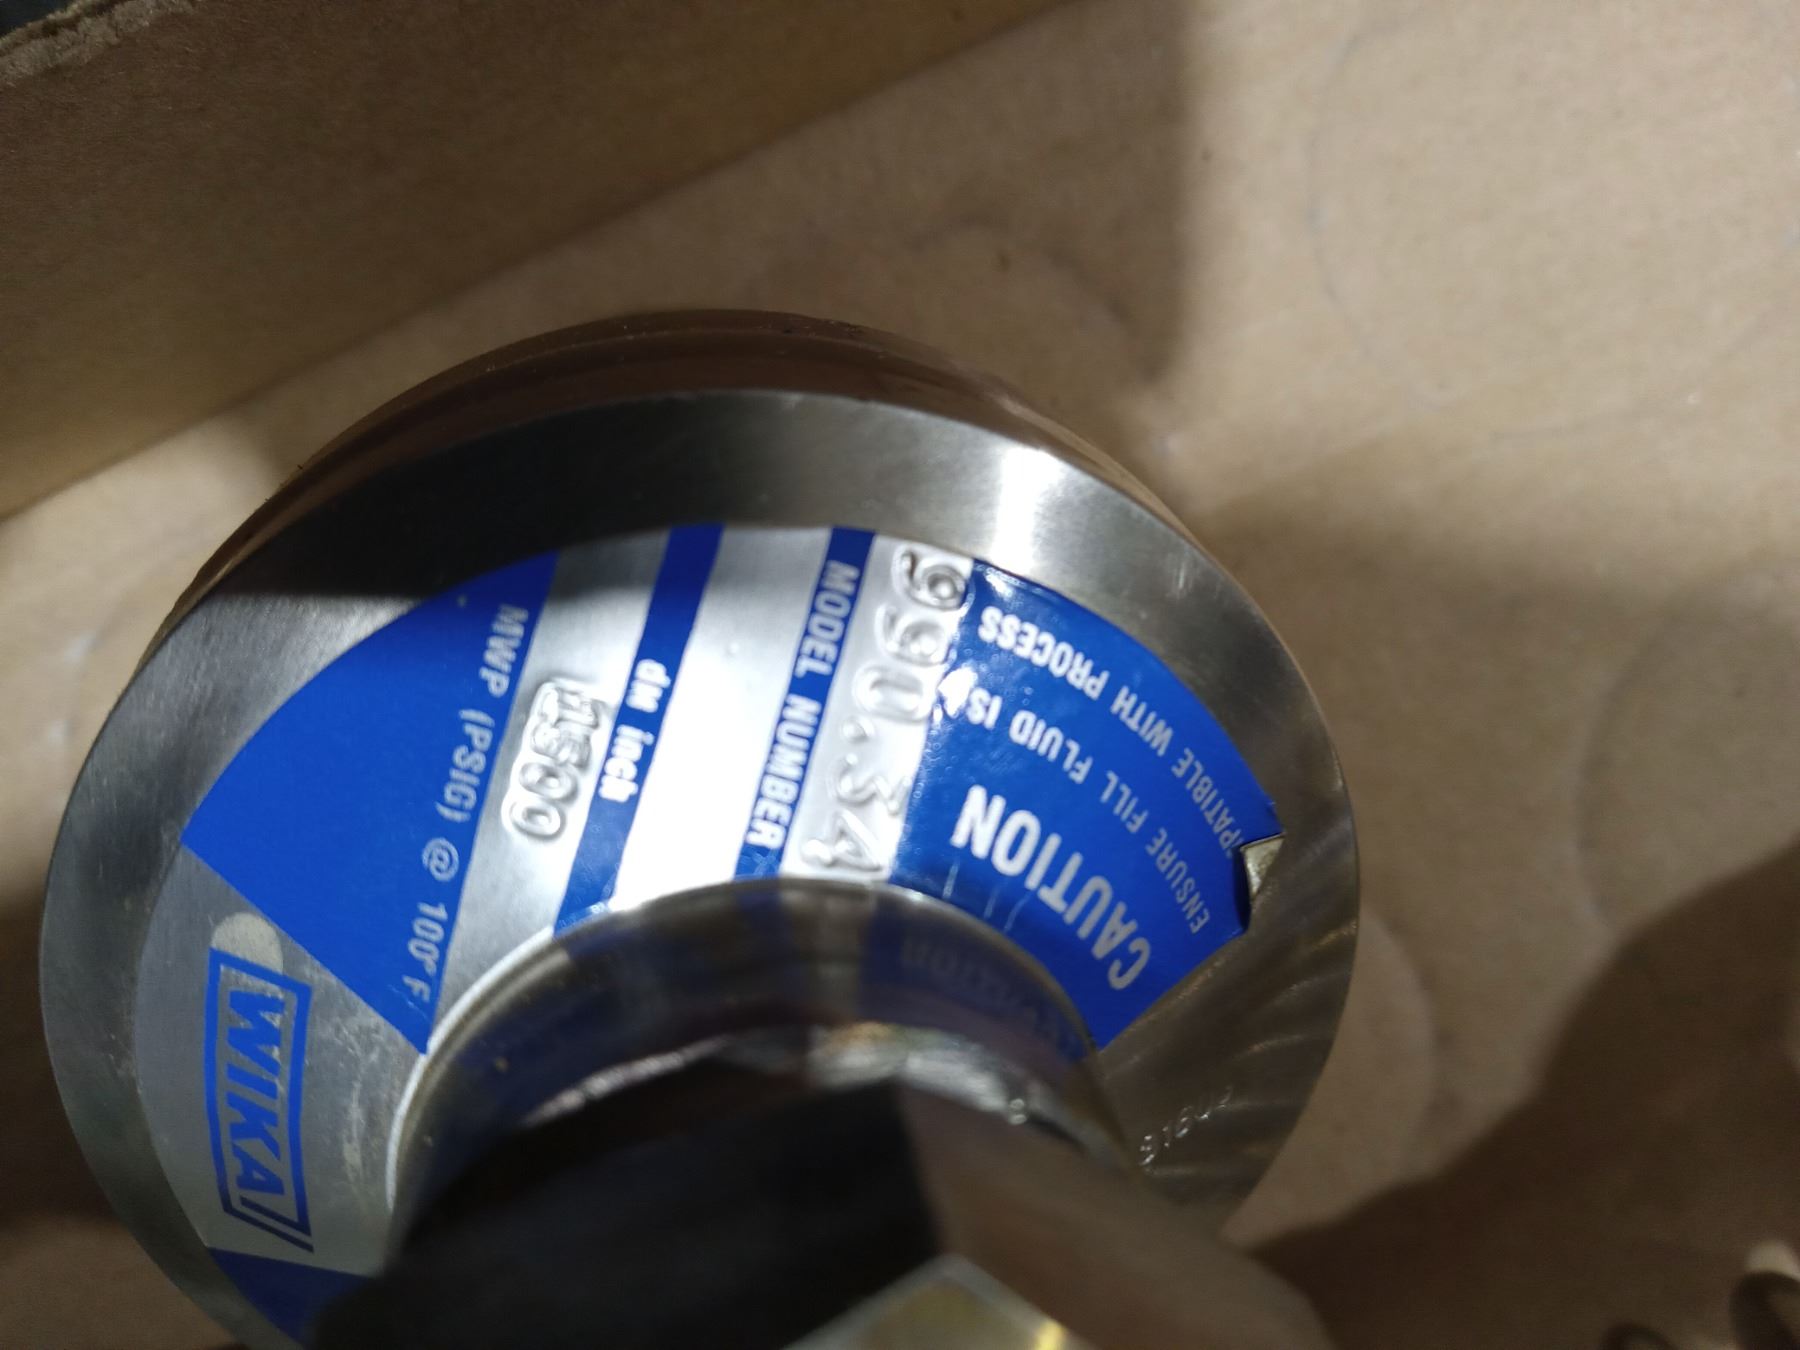 WIKA
MWP (PSIG) @ 100°F
1500
dM inch
MODEL NUMBER
990.34
CAUTION
ENSURE FILL FLUID IS
PATIBLE WITH PROCESS